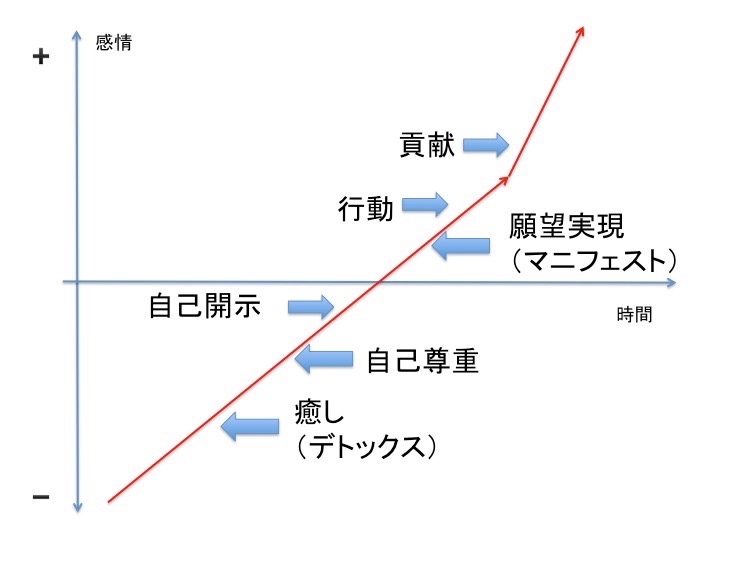 +
感情
貢献
行動
願望実現
（マニフェスト）
時間
自己開示
自己尊重
癒し
（デトックス）
−